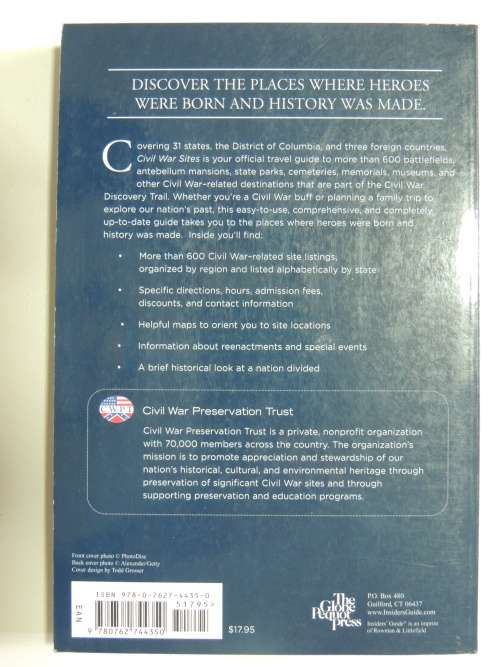 DISCOVER THE PLACES WHERE HEROES
WERE BORN AND HISTORY WAS MADE.
Covering 31 states, the District of Columbia, and three foreign countries,
Civil War Sites is your official travel guide to more than 600 battlefields,
antebellum mansions, state parks, cemeteries, memorials, museums, and
other Civil War–related destinations that are part of the Civil War
Discovery Trail. Whether you're a Civil War buff or planning a family trip to
explore our nation's past, this easy-to-use, comprehensive, and completely
up-to-date guide takes you to the places where heroes were born and
history was made. Inside you'll find:
• More than 600 Civil War–related site listings,
organized by region and listed alphabetically by state
• Specific directions, hours, admission fees,
discounts, and contact information
• Helpful maps to orient you to site locations
• Information about reenactments and special events
• A brief historical look at a nation divided
CWPT
Civil War Preservation Trust
Civil War Preservation Trust is a private, nonprofit organization
with 70,000 members across the country. The organization's
mission is to promote appreciation and stewardship of our
nation's historical, cultural, and environmental heritage through
preservation of significant Civil War sites and through
supporting preservation and education programs.
Front cover photo © PhotoDisc
Back cover photo © Alexander/Getty
Cover design by Todd Grosser
ISBN 978-0-7627-4435-0
51795>
EAN
9 780762 744350
$17.95
The
Globe
Pequot
Press
P.O. Box 480
Guilford, CT 06437
www.InsidersGuide.com
Insiders' Guide® is an imprint
of Rowman & Littlefield